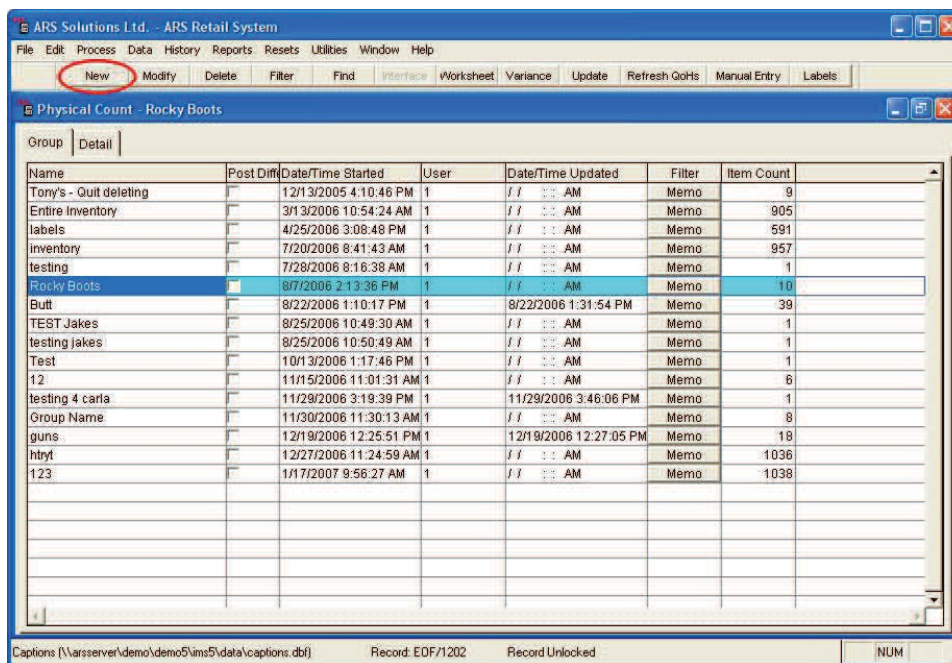 ARS Solutions Ltd. - ARS Retail System
File Edit Process Data History Reports Resets Utilities Window Help
New Modify Delete Filter Find Interface Worksheet Variance Update Refresh QoHs Manual Entry Labels
Physical Count - Rocky Boots
Group Detail
Name Post Diff Date/Time Started User Date/Time Updated Filter Item Count
Tony's - Quit deleting 12/13/2005 4:10:46 PM 1 / / : : AM Memo 9
Entire Inventory 3/13/2006 10:54:24 AM 1 / / : : AM Memo 905
labels 4/25/2006 3:08:48 PM 1 / / : : AM Memo 591
inventory 7/20/2006 8:41:43 AM 1 / / : : AM Memo 957
testing 7/28/2006 8:16:38 AM 1 / / : : AM Memo 1
Rocky Boots 8/7/2006 2:13:36 PM 1 / / : : AM Memo 10
Butt 8/22/2006 1:10:17 PM 1 8/22/2006 1:31:54 PM Memo 39
TEST Jakes 8/25/2006 10:49:30 AM 1 / / : : AM Memo 1
testing jakes 8/25/2006 10:50:49 AM 1 / / : : AM Memo 1
Test 10/13/2006 1:17:46 PM 1 / / : : AM Memo 1
12 11/15/2006 11:01:31 AM 1 / / : : AM Memo 6
testing 4 carla 11/29/2006 3:19:39 PM 1 11/29/2006 3:46:06 PM Memo 1
Group Name 11/30/2006 11:30:13 AM 1 / / : : AM Memo 8
guns 12/19/2006 12:25:51 PM 1 12/19/2006 12:27:05 PM Memo 18
htryt 12/27/2006 11:24:59 AM 1 / / : : AM Memo 1036
123 1/17/2007 9:56:27 AM 1 / / : : AM Memo 1038
Captions (\\arsserver\demo\demo5\ims5\data\captions.dbf) Record: EOF/1202 Record Unlocked NUM